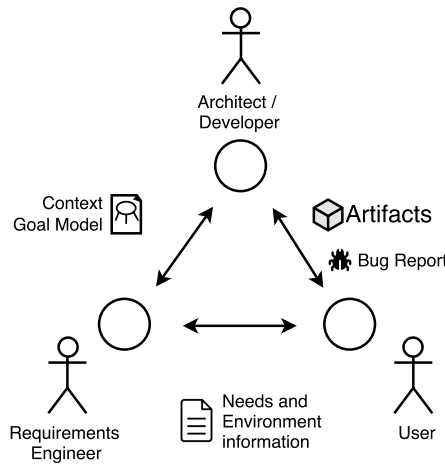 Architect /
Developer
Context
Goal Model
Artifacts
Bug Report
Needs and
Environment
information
Requirements
Engineer
User